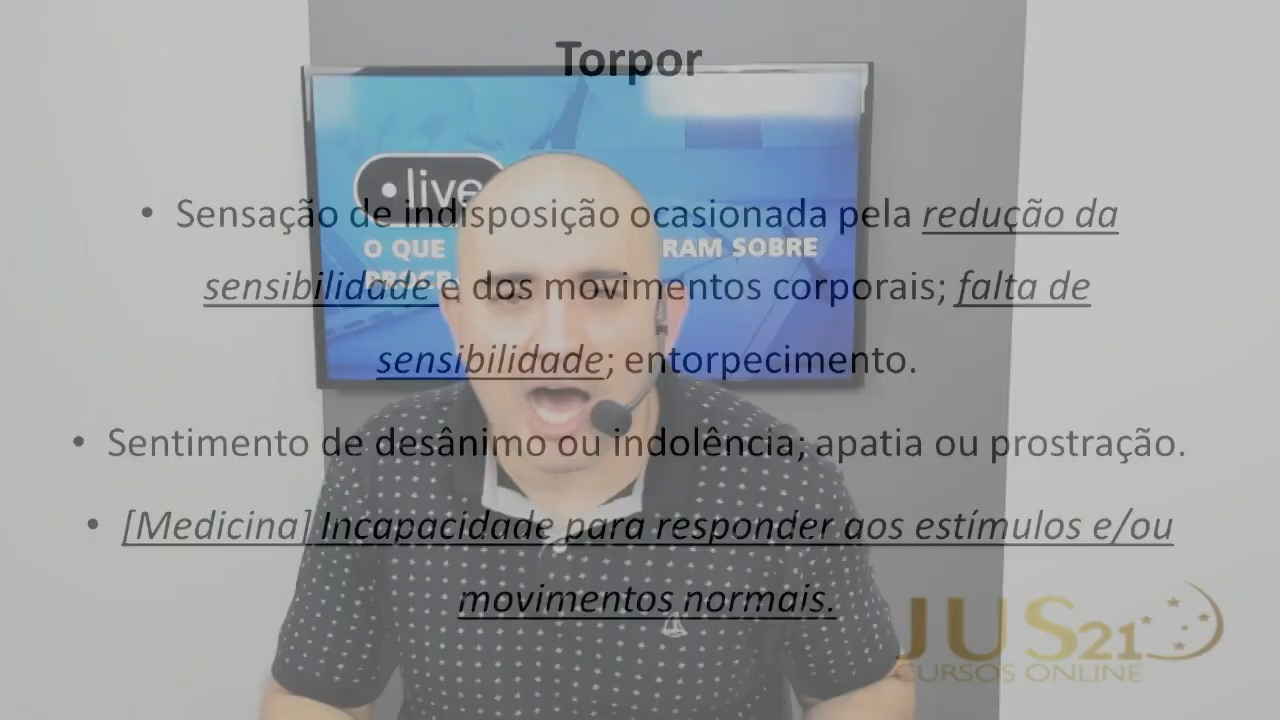 Torpor
• live
• Sensação de indisposição ocasionada pela redução da
O QUE RAM SOBRE
sensibilidade e dos movimentos corporais; falta de
sensibilidade; entorpecimento.
• Sentimento de desânimo ou indolência; apatia ou prostração.
• [Medicina] Incapacidade para responder aos estímulos e/ou
movimentos normais.
JUS21
CURSOS ONLINE